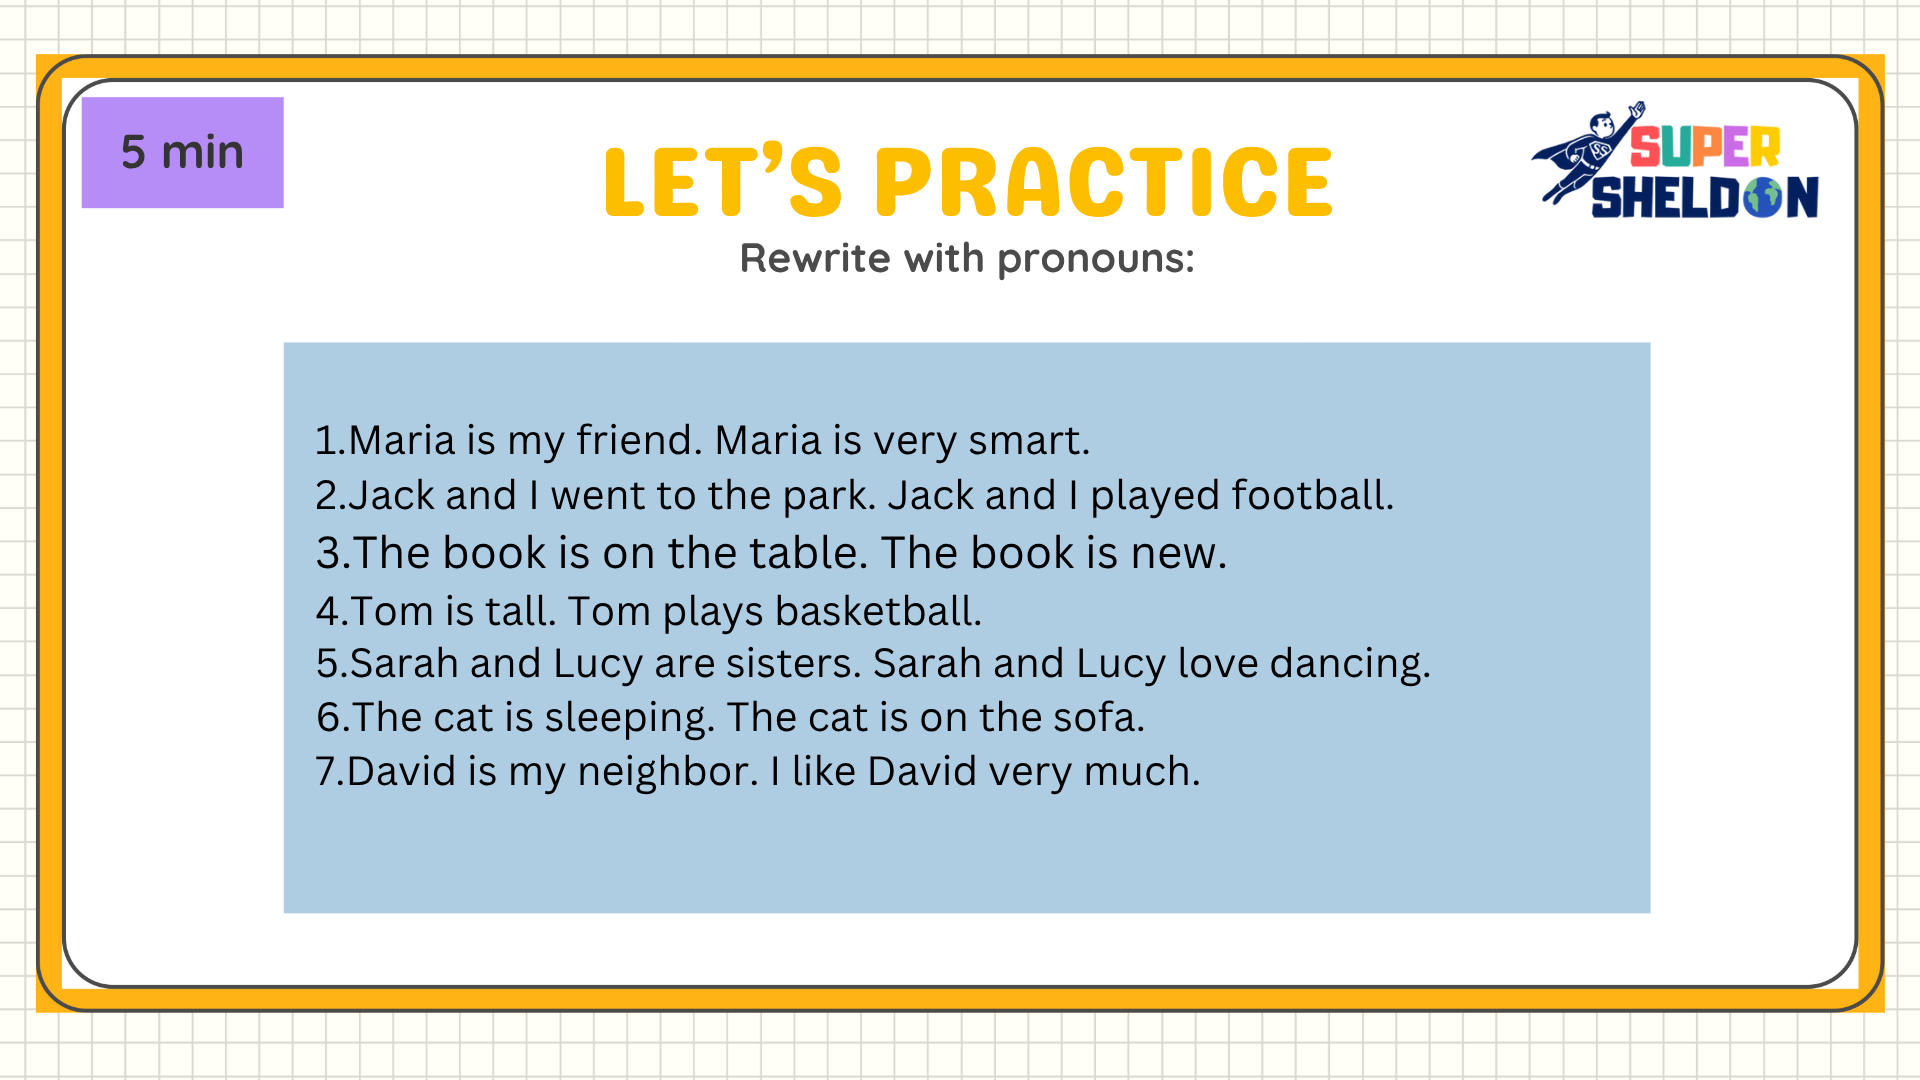 5 min
LET'S PRACTICE
SUPER
SHELDON
Rewrite with pronouns:
1.Maria is my friend. Maria is very smart.
2.Jack and I went to the park. Jack and I played football.
3.The book is on the table. The book is new.
4.Tom is tall. Tom plays basketball.
5.Sarah and Lucy are sisters. Sarah and Lucy love dancing.
6.The cat is sleeping. The cat is on the sofa.
7.David is my neighbor. I like David very much.